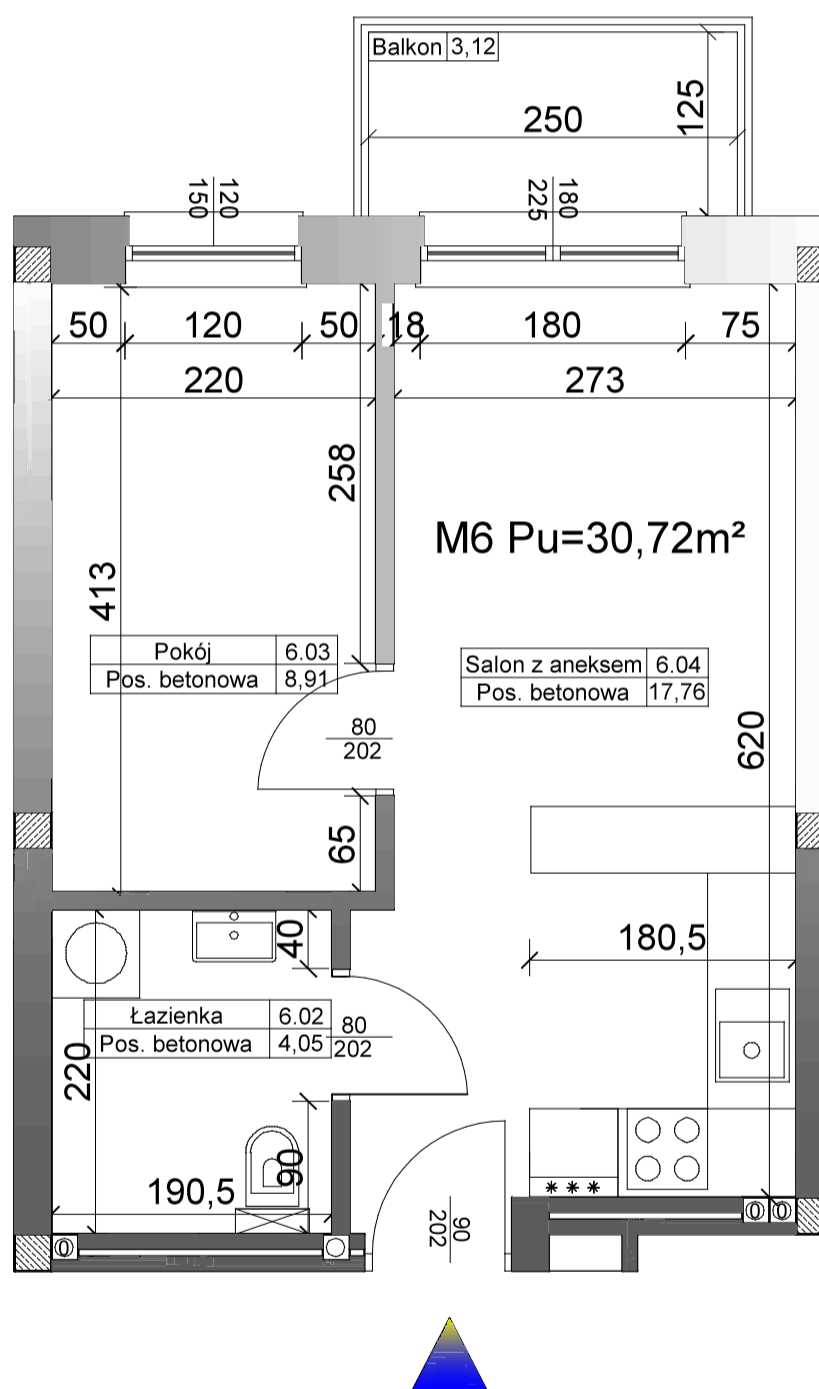 Balkon 3,12
250
125
120
150
180
225
50 120 50 18 180 75
220 273
258
M6 Pu=30,72m²
413
Pokój 6.03
Pos. betonowa 8,91
Salon z aneksem 6.04
Pos. betonowa 17,76
80
202
620
65
180,5
40
Łazienka 6.02
Pos. betonowa 4,05
80
202
220
90
190,5
90
202